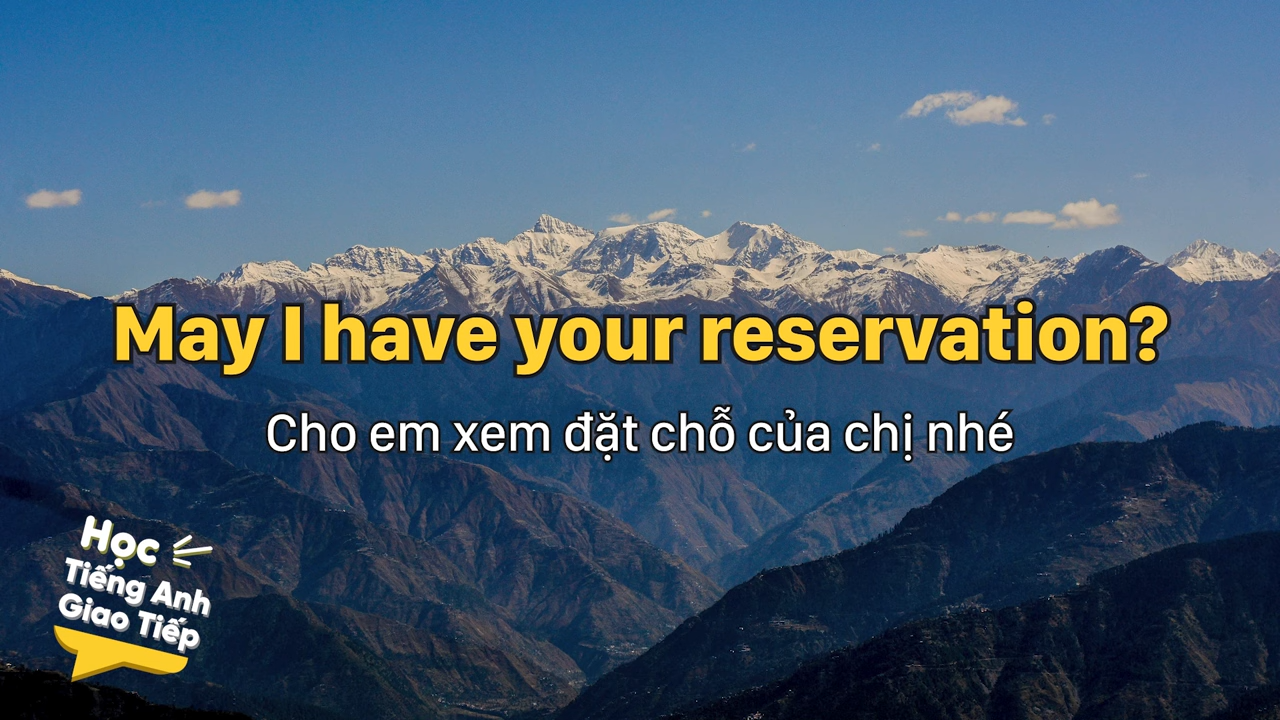 May I have your reservation?
Cho em xem đặt chỗ của chị nhé
Học
Tiếng Anh
Giao Tiếp